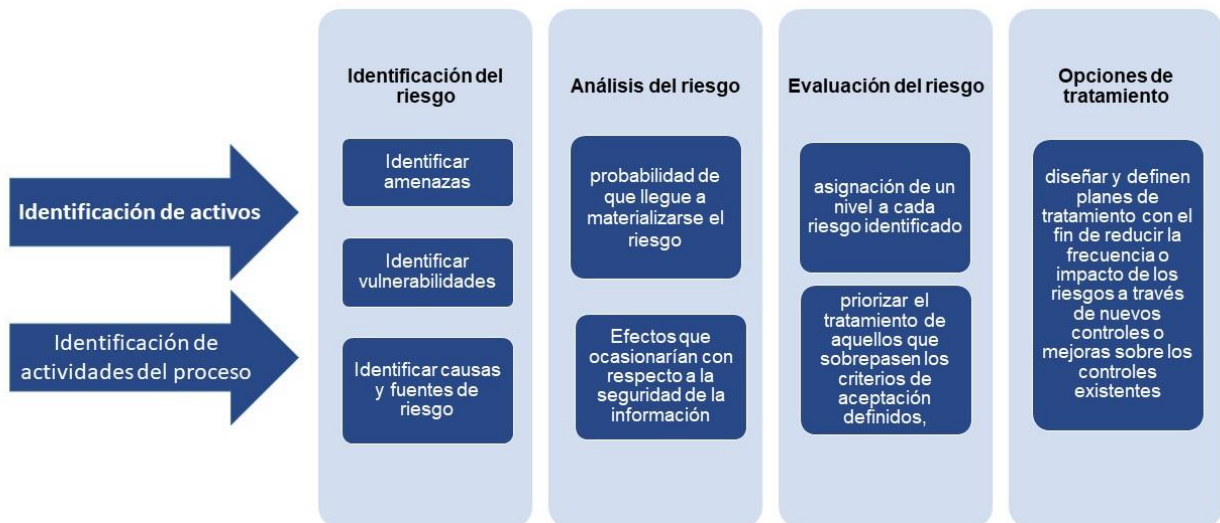 Identificación de activos
Identificación de
actividades del proceso
Identificación del
riesgo
Identificar
amenazas
Identificar
vulnerabilidades
Identificar causas
y fuentes de
riesgo
Análisis del riesgo
probabilidad de
que llegue a
materializarse el
riesgo
Efectos que
ocasionarían con
respecto a la
seguridad de la
información
Evaluación del riesgo
asignación de un
nivel a cada
riesgo identificado
priorizar el
tratamiento de
aquellos que
sobrepasen los
criterios de
aceptación
definidos,
Opciones de
tratamiento
diseñar y definen
planes de
tratamiento con el
fin de reducir la
frecuencia o
impacto de los
riesgos a través
de nuevos
controles o
mejoras sobre los
controles
existentes